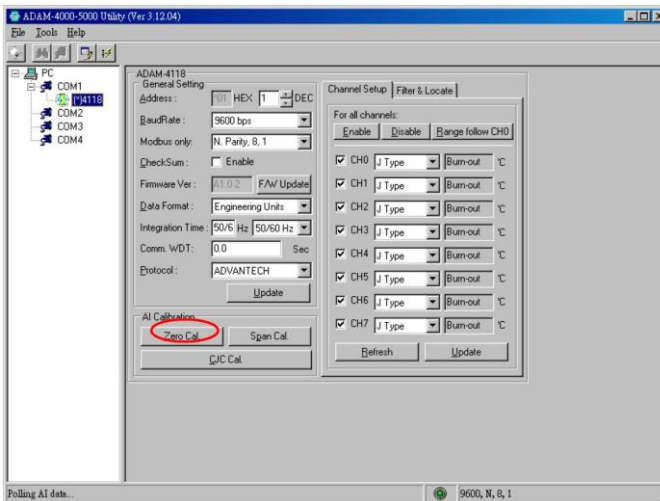 ADAM-4000-5000 Utility (Ver 3.12.04)
File Tools Help
PC
COM1
(*)4118
COM2
COM3
COM4
ADAM-4118
General Setting
Address : *01 HEX 1 DEC
BaudRate : 9600 bps
Modbus only: N. Parity, 8, 1
CheckSum : Enable
Firmware Ver : A1.0 2 F/W Update
Data Format : Engineering Units
Integration Time : 50/6 Hz 50/60 Hz
Comm. WDT: 0.0 Sec
Protocol : ADVANTECH
Update
AI Calibration
Zero Cal. Span Cal.
CJC Cal.
Channel Setup Filter & Locate
For all channels:
Enable Disable Range follow CH0
CH0 J Type Burn-out °C
CH1 J Type Burn-out °C
CH2 J Type Burn-out °C
CH3 J Type Burn-out °C
CH4 J Type Burn-out °C
CH5 J Type Burn-out °C
CH6 J Type Burn-out °C
CH7 J Type Burn-out °C
Refresh Update
Polling AI data...
9600, N, 8, 1